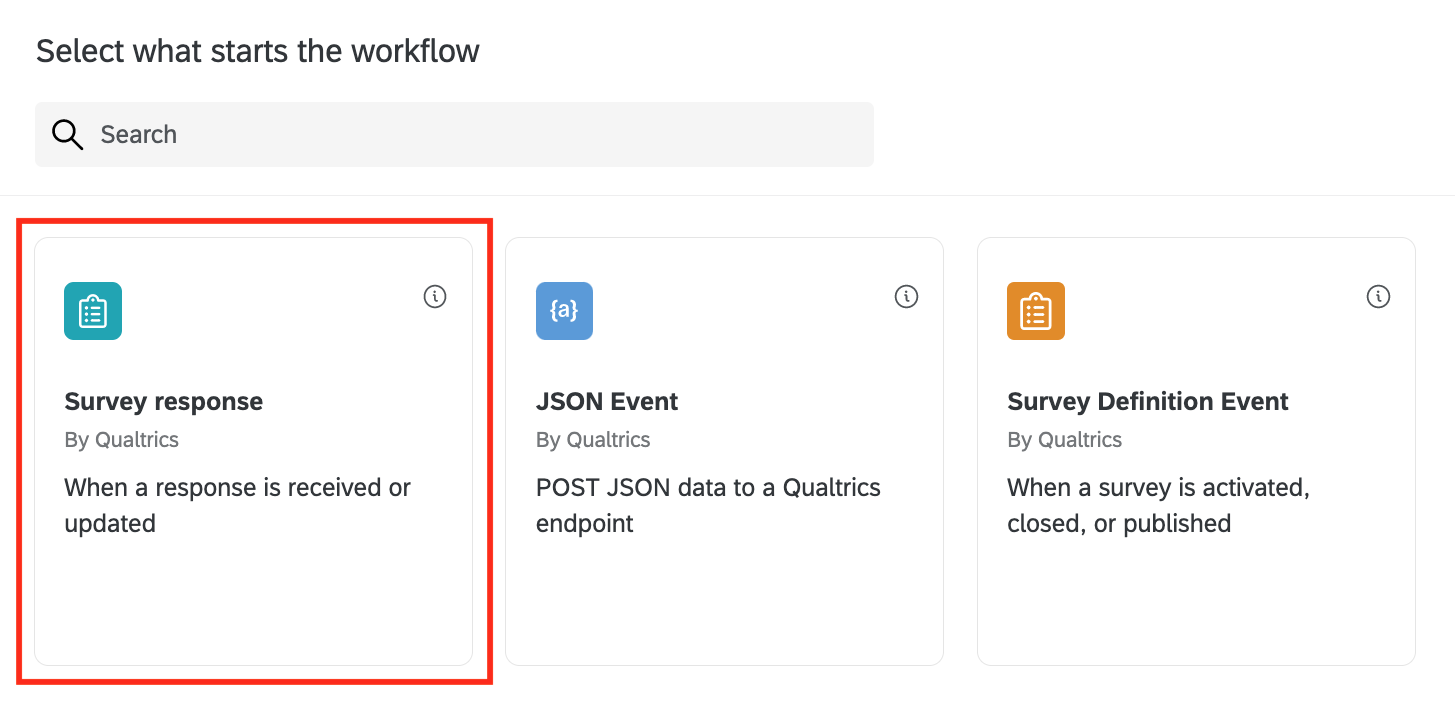 Select what starts the workflow
Search
Survey response
By Qualtrics
When a response is received or
updated
{a}
JSON Event
By Qualtrics
POST JSON data to a Qualtrics
endpoint
Survey Definition Event
By Qualtrics
When a survey is activated,
closed, or published